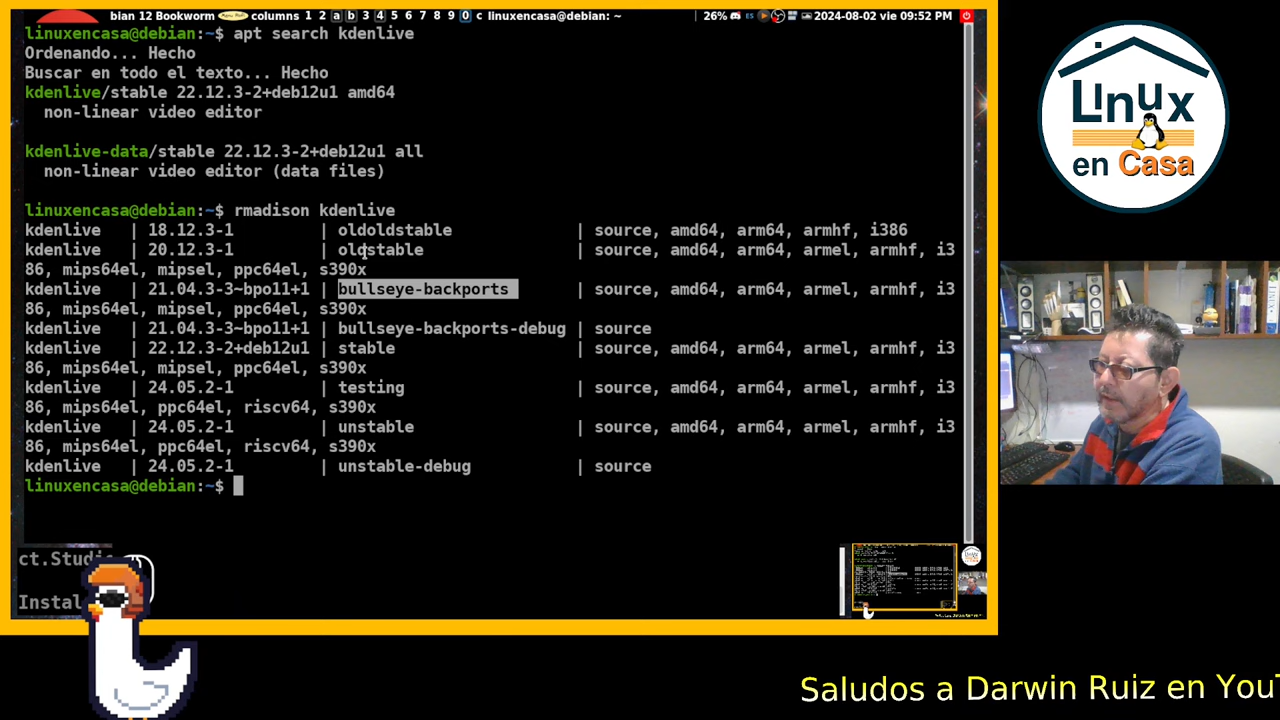 bian 12 Bookworm Menu columns 1 2 a b 3 4 5 6 7 8 9 0 c linuxencasa@debian: ~ 26% ES 2024-08-02 vie 09:52 PM
linuxencasa@debian:~$ apt search kdenlive
Ordenando... Hecho
Buscar en todo el texto... Hecho
kdenlive/stable 22.12.3-2+deb12u1 amd64
non-linear video editor
kdenlive-data/stable 22.12.3-2+deb12u1 all
non-linear video editor (data files)
linuxencasa@debian:~$ rmadison kdenlive
kdenlive | 18.12.3-1 | oldoldstable | source, amd64, arm64, armhf, i386
kdenlive | 20.12.3-1 | oldstable | source, amd64, arm64, armel, armhf, i3
86, mips64el, mipsel, ppc64el, s390x
kdenlive | 21.04.3-3~bpo11+1 | bullseye-backports | source, amd64, arm64, armel, armhf, i3
86, mips64el, mipsel, ppc64el, s390x
kdenlive | 21.04.3-3~bpo11+1 | bullseye-backports-debug | source
kdenlive | 22.12.3-2+deb12u1 | stable | source, amd64, arm64, armel, armhf, i3
86, mips64el, mipsel, ppc64el, s390x
kdenlive | 24.05.2-1 | testing | source, amd64, arm64, armel, armhf, i3
86, mips64el, ppc64el, riscv64, s390x
kdenlive | 24.05.2-1 | unstable | source, amd64, arm64, armel, armhf, i3
86, mips64el, ppc64el, riscv64, s390x
kdenlive | 24.05.2-1 | unstable-debug | source
linuxencasa@debian:~$
ct.Studi
Instal
Linux
en Casa
Saludos a Darwin Ruiz en YouT